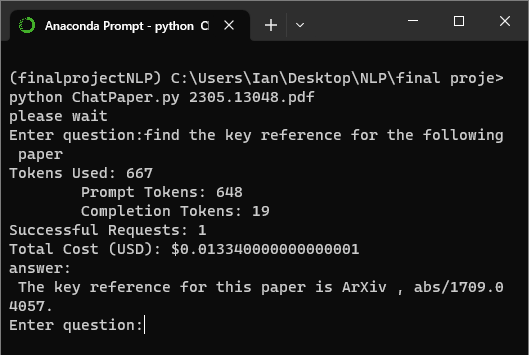 Anaconda Prompt - python C
(finalprojectNLP) C:\Users\Ian\Desktop\NLP\final proje>
python ChatPaper.py 2305.13048.pdf
please wait
Enter question:find the key reference for the following
 paper
Tokens Used: 667
        Prompt Tokens: 648
        Completion Tokens: 19
Successful Requests: 1
Total Cost (USD): $0.013340000000000001
answer:
 The key reference for this paper is ArXiv , abs/1709.0
4057.
Enter question: